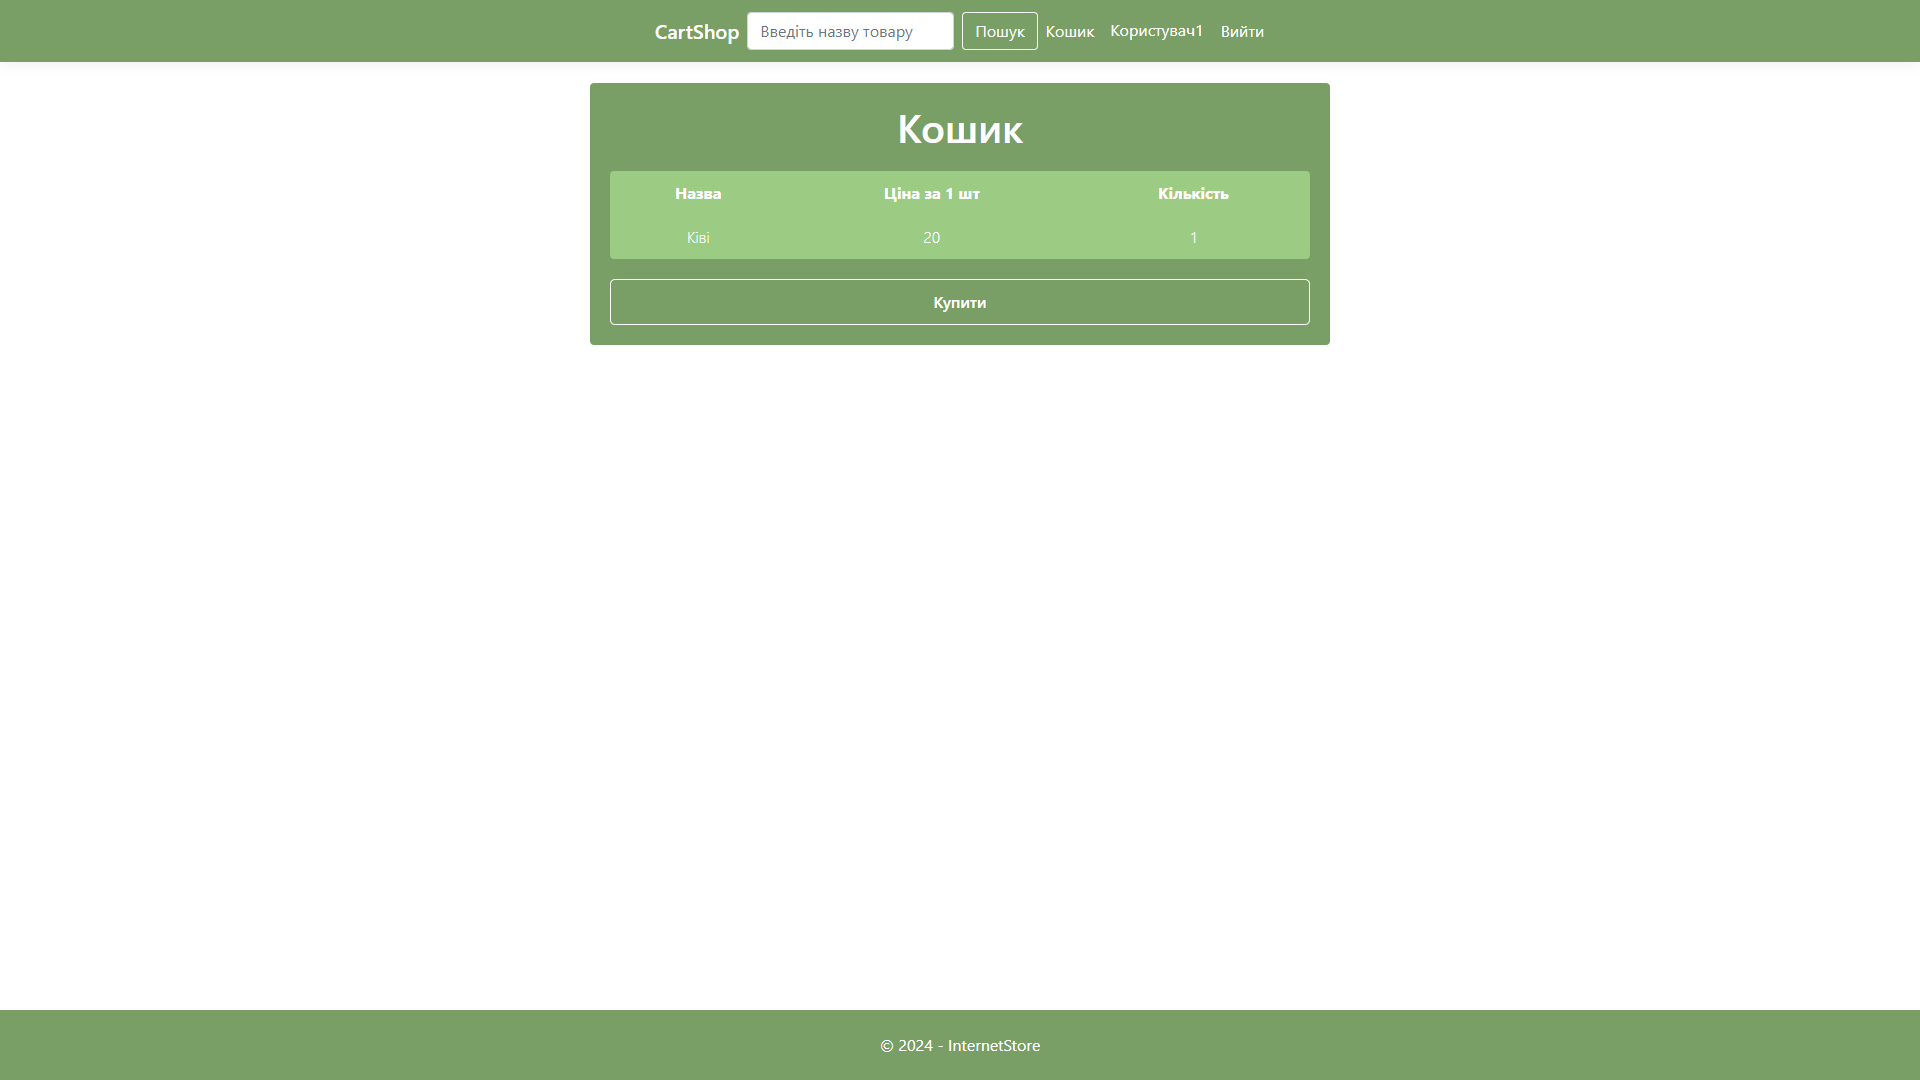 CartShop Введіть назву товару Пошук Кошик Користувач1 Вийти
Кошик
Назва Ціна за 1 шт Кількість
Ківі 20 1
Купити
© 2024 - InternetStore